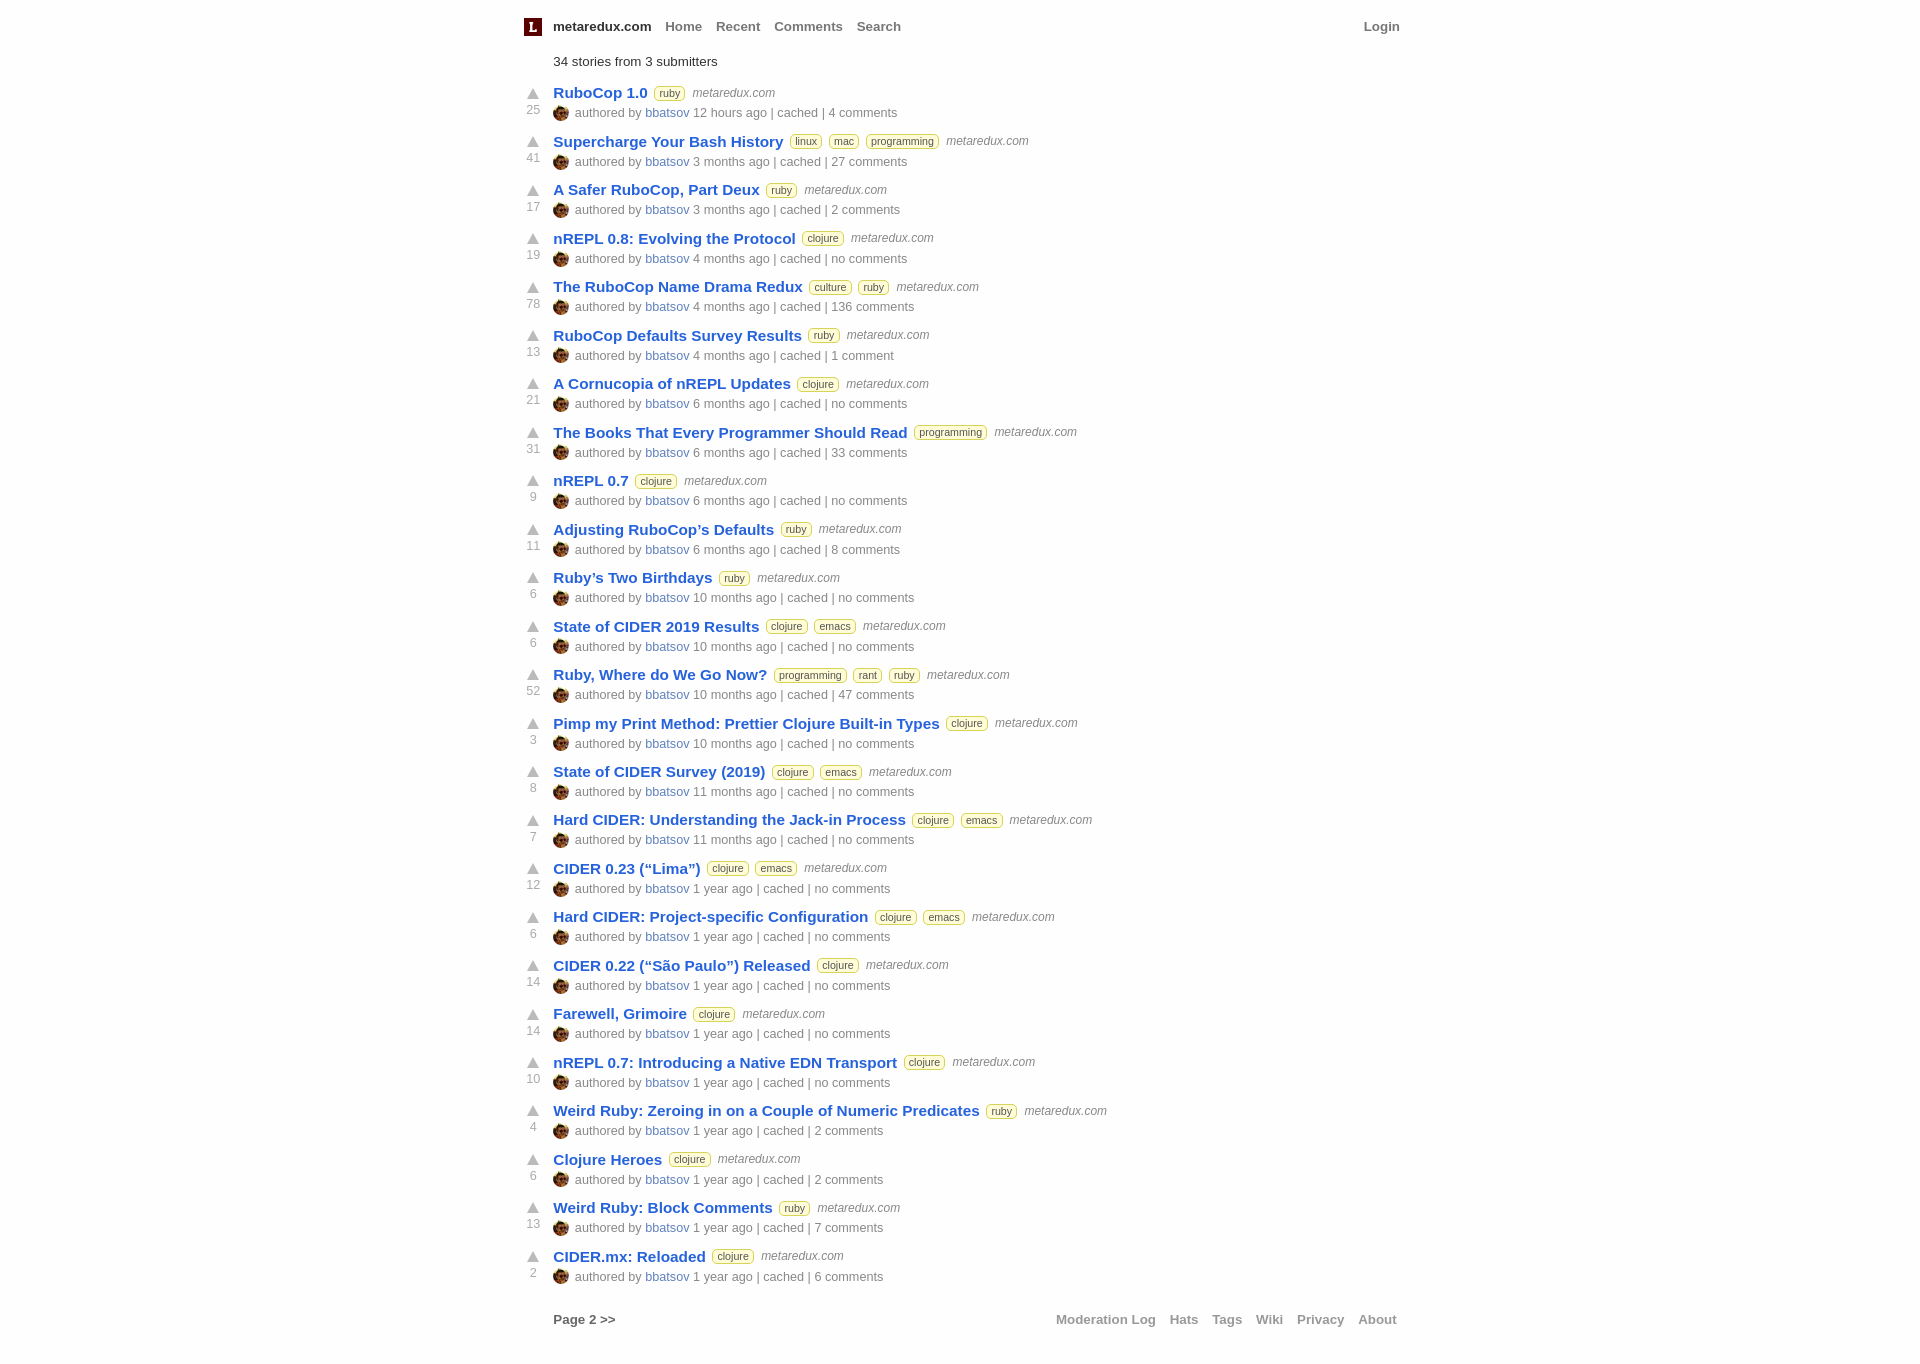 L metaredux.com Home Recent Comments Search Login
34 stories from 3 submitters
RuboCop 1.0 ruby metaredux.com
25 authored by bbatsov 12 hours ago | cached | 4 comments
Supercharge Your Bash History linux mac programming metaredux.com
41 authored by bbatsov 3 months ago | cached | 27 comments
A Safer RuboCop, Part Deux ruby metaredux.com
17 authored by bbatsov 3 months ago | cached | 2 comments
nREPL 0.8: Evolving the Protocol clojure metaredux.com
19 authored by bbatsov 4 months ago | cached | no comments
The RuboCop Name Drama Redux culture ruby metaredux.com
78 authored by bbatsov 4 months ago | cached | 136 comments
RuboCop Defaults Survey Results ruby metaredux.com
13 authored by bbatsov 4 months ago | cached | 1 comment
A Cornucopia of nREPL Updates clojure metaredux.com
21 authored by bbatsov 6 months ago | cached | no comments
The Books That Every Programmer Should Read programming metaredux.com
31 authored by bbatsov 6 months ago | cached | 33 comments
nREPL 0.7 clojure metaredux.com
9 authored by bbatsov 6 months ago | cached | no comments
Adjusting RuboCop’s Defaults ruby metaredux.com
11 authored by bbatsov 6 months ago | cached | 8 comments
Ruby’s Two Birthdays ruby metaredux.com
6 authored by bbatsov 10 months ago | cached | no comments
State of CIDER 2019 Results clojure emacs metaredux.com
6 authored by bbatsov 10 months ago | cached | no comments
Ruby, Where do We Go Now? programming rant ruby metaredux.com
52 authored by bbatsov 10 months ago | cached | 47 comments
Pimp my Print Method: Prettier Clojure Built-in Types clojure metaredux.com
3 authored by bbatsov 10 months ago | cached | no comments
State of CIDER Survey (2019) clojure emacs metaredux.com
8 authored by bbatsov 11 months ago | cached | no comments
Hard CIDER: Understanding the Jack-in Process clojure emacs metaredux.com
7 authored by bbatsov 11 months ago | cached | no comments
CIDER 0.23 (“Lima”) clojure emacs metaredux.com
12 authored by bbatsov 1 year ago | cached | no comments
Hard CIDER: Project-specific Configuration clojure emacs metaredux.com
6 authored by bbatsov 1 year ago | cached | no comments
CIDER 0.22 (“São Paulo”) Released clojure metaredux.com
14 authored by bbatsov 1 year ago | cached | no comments
Farewell, Grimoire clojure metaredux.com
14 authored by bbatsov 1 year ago | cached | no comments
nREPL 0.7: Introducing a Native EDN Transport clojure metaredux.com
10 authored by bbatsov 1 year ago | cached | no comments
Weird Ruby: Zeroing in on a Couple of Numeric Predicates ruby metaredux.com
4 authored by bbatsov 1 year ago | cached | 2 comments
Clojure Heroes clojure metaredux.com
6 authored by bbatsov 1 year ago | cached | 2 comments
Weird Ruby: Block Comments ruby metaredux.com
13 authored by bbatsov 1 year ago | cached | 7 comments
CIDER.mx: Reloaded clojure metaredux.com
2 authored by bbatsov 1 year ago | cached | 6 comments
Page 2 >> Moderation Log Hats Tags Wiki Privacy About